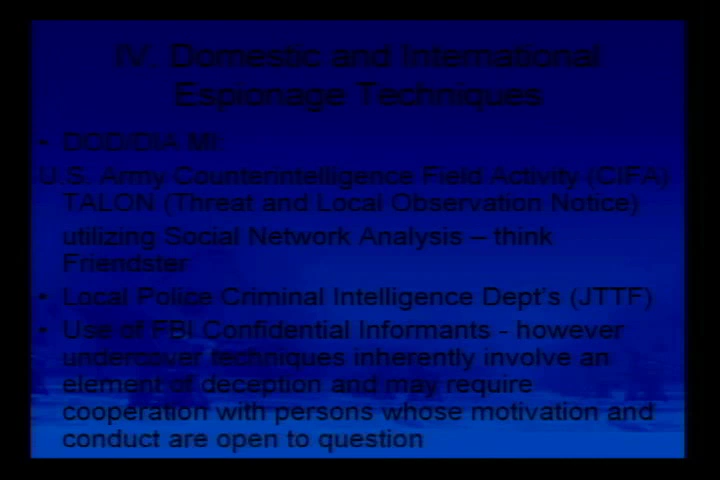 IV. Domestic and International
Espionage Techniques
• DOD/DIA MI:
U.S. Army Counterintelligence Field Activity (CIFA)
TALON (Threat and Local Observation Notice)
utilizing Social Network Analysis – think
Friendster
• Local Police Criminal Intelligence Dept's (JTTF)
• Use of FBI Confidential Informants - however
undercover techniques inherently involve an
element of deception and may require
cooperation with persons whose motivation and
conduct are open to question